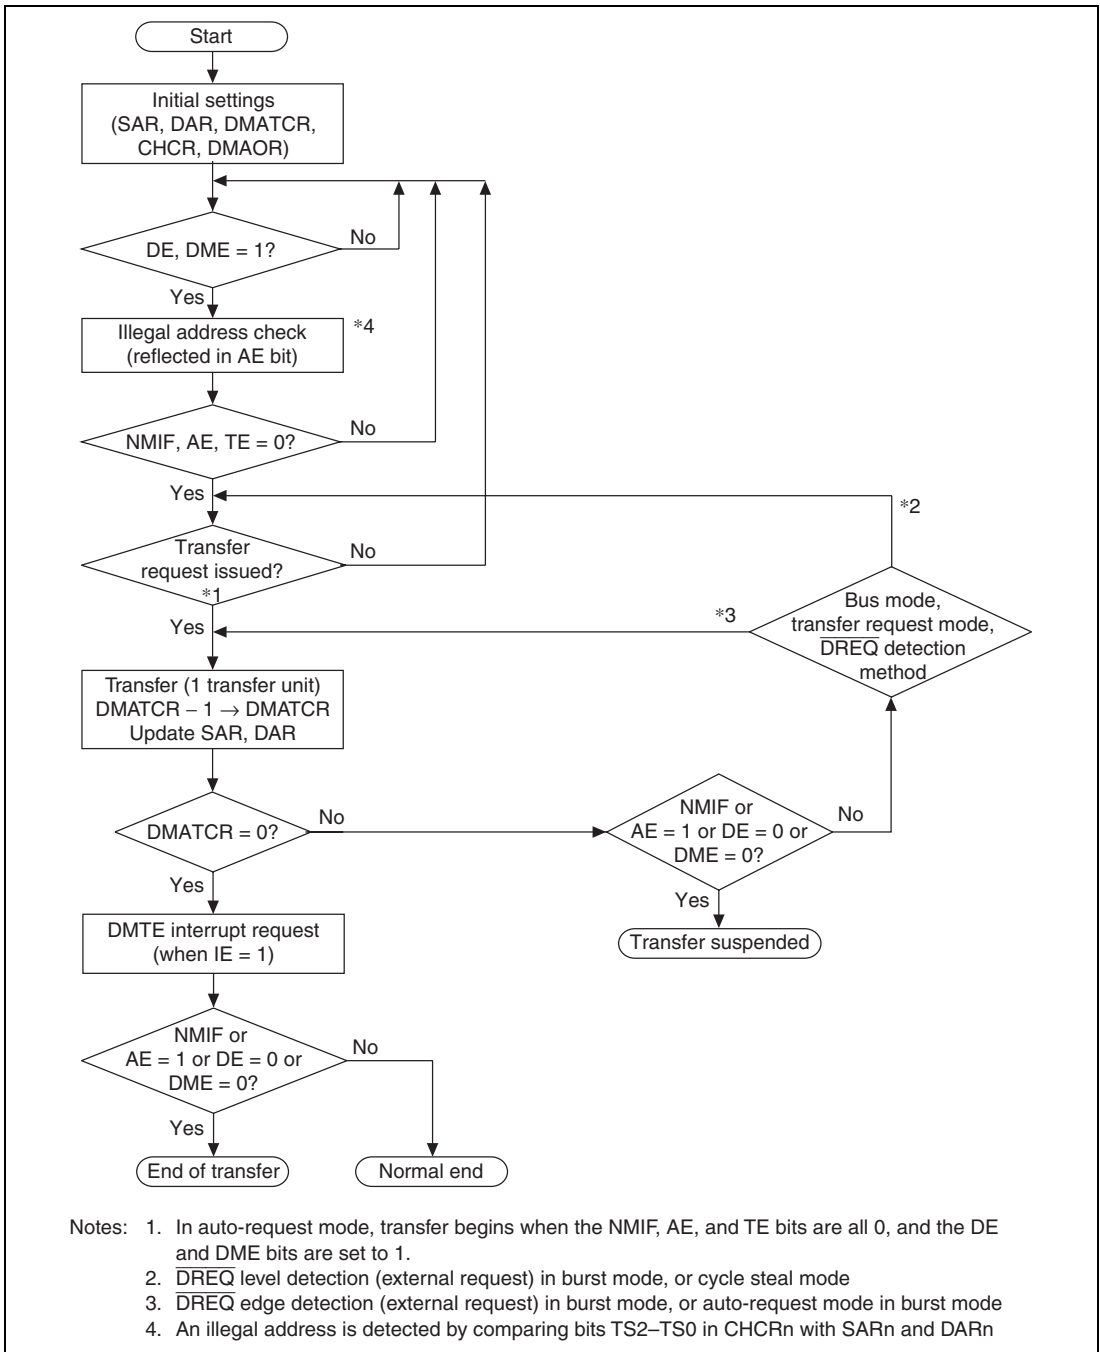 Start
Initial settings
(SAR, DAR, DMATCR,
CHCR, DMAOR)
DE, DME = 1?
No
Yes
Illegal address check
(reflected in AE bit)
*4
NMIF, AE, TE = 0?
No
Yes
*2
Transfer
request issued?
*1
No
Bus mode,
transfer request mode,
DREQ detection
method
*3
Yes
Transfer (1 transfer unit)
DMATCR – 1 → DMATCR
Update SAR, DAR
DMATCR = 0?
No
NMIF or
AE = 1 or DE = 0 or
DME = 0?
No
Yes
Transfer suspended
Yes
DMTE interrupt request
(when IE = 1)
NMIF or
AE = 1 or DE = 0 or
DME = 0?
No
Yes
End of transfer
Normal end
Notes: 1. In auto-request mode, transfer begins when the NMIF, AE, and TE bits are all 0, and the DE
and DME bits are set to 1.
2. DREQ level detection (external request) in burst mode, or cycle steal mode
3. DREQ edge detection (external request) in burst mode, or auto-request mode in burst mode
4. An illegal address is detected by comparing bits TS2–TS0 in CHCRn with SARn and DARn